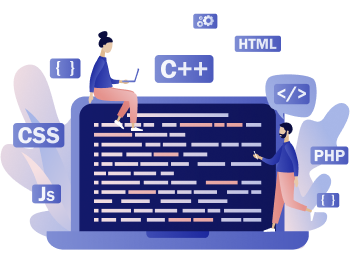 HTML
{ }
C++
</>
CSS
PHP
Js
{ }